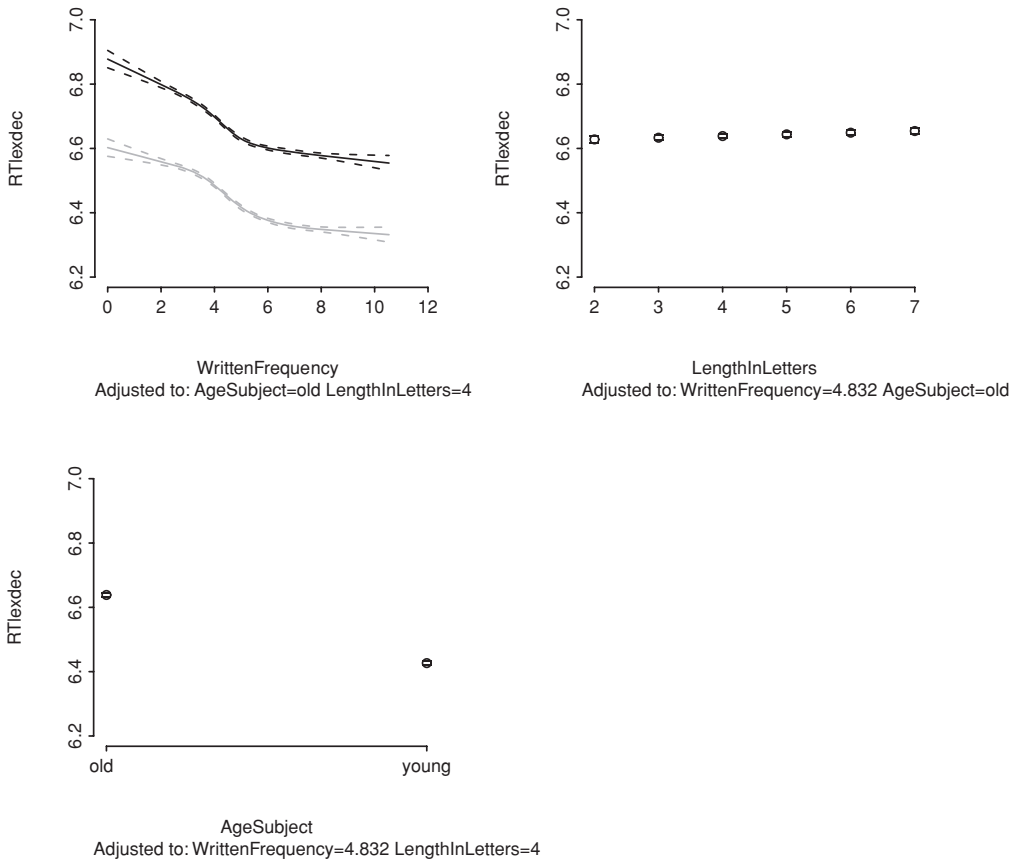 7.0
6.8
6.6
6.4
6.2
RTlexdec
0 2 4 6 8 10 12
WrittenFrequency
Adjusted to: AgeSubject=old LengthInLetters=4
7.0
6.8
6.6
6.4
6.2
RTlexdec
2 3 4 5 6 7
LengthInLetters
Adjusted to: WrittenFrequency=4.832 AgeSubject=old
7.0
6.8
6.6
6.4
6.2
RTlexdec
old young
AgeSubject
Adjusted to: WrittenFrequency=4.832 LengthInLetters=4